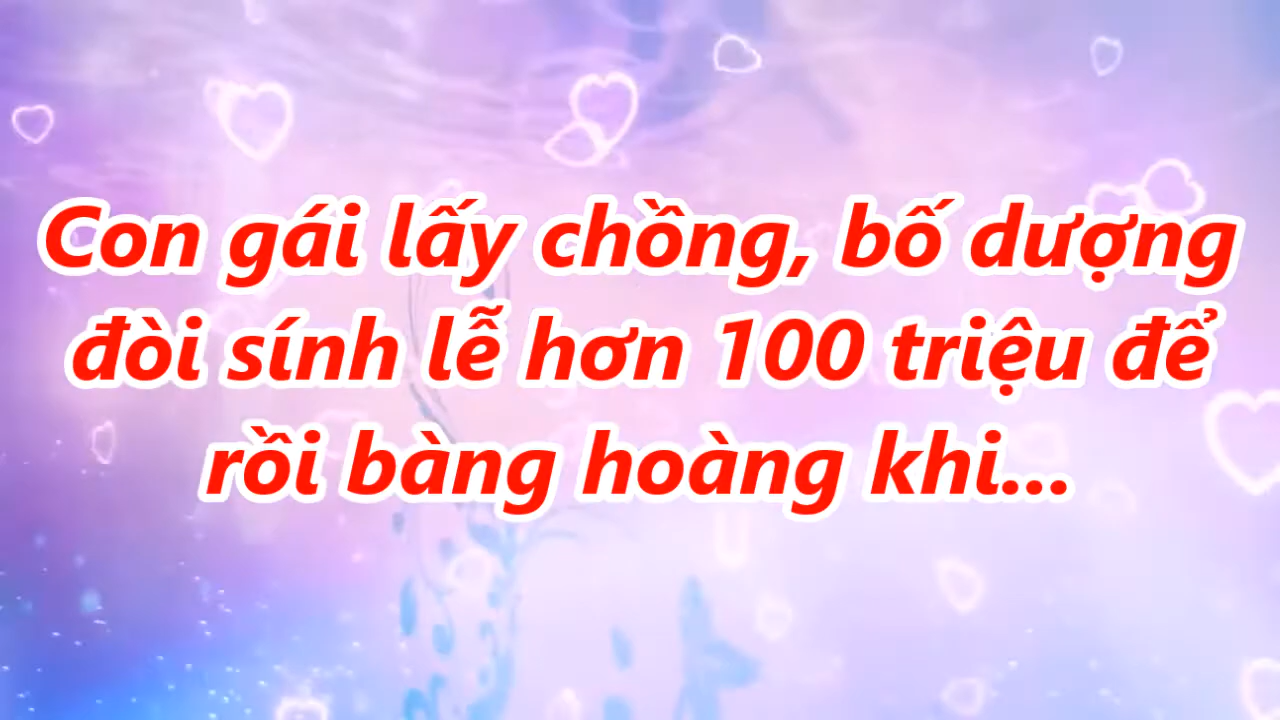 Con gái lấy chồng, bố dượng
đòi sính lễ hơn 100 triệu để
rồi bàng hoàng khi...